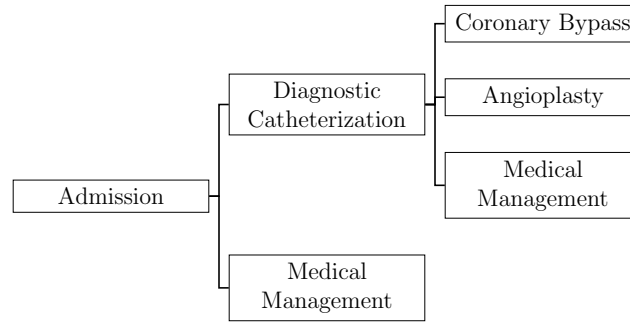 Coronary Bypass
Diagnostic
Catheterization
Angioplasty
Medical
Management
Admission
Medical
Management